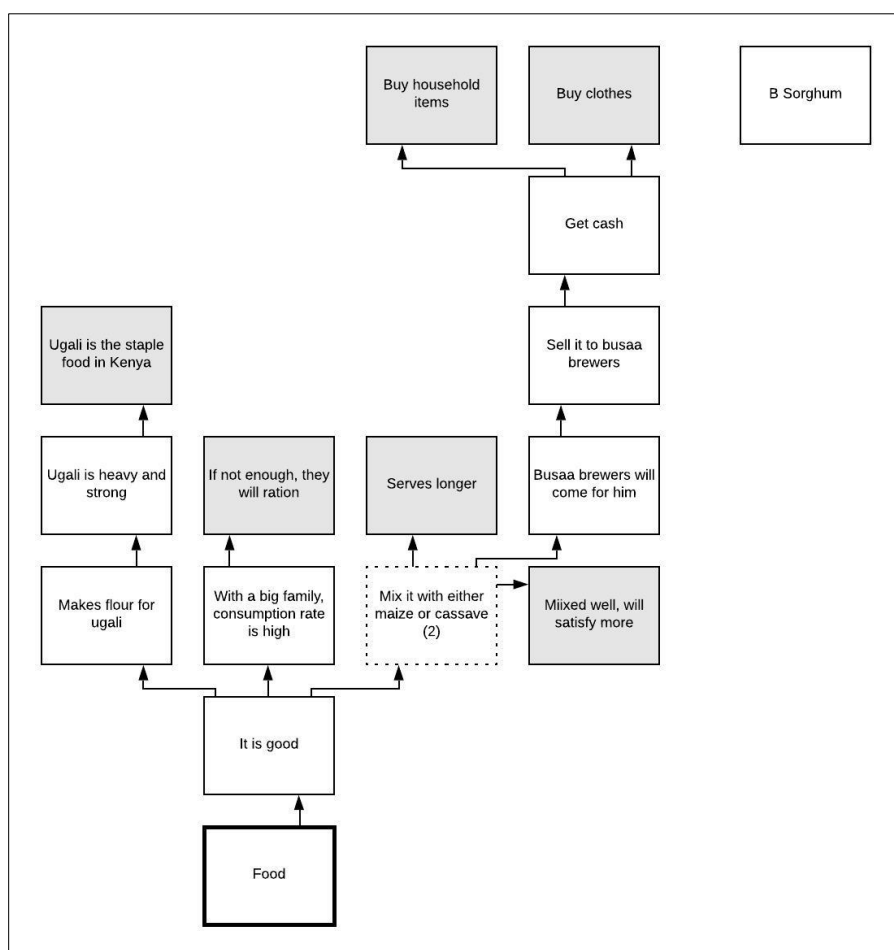 Buy household
items
Buy clothes
B Sorghum
Get cash
Ugali is the staple
food in Kenya
Sell it to busaa
brewers
Ugali is heavy and
strong
If not enough, they
will ration
Serves longer
Busaa brewers will
come for him
Makes flour for
ugali
With a big family,
consumption rate
is high
Mix it with either
maize or cassave
(2)
Miixed well, will
satisfy more
It is good
Food